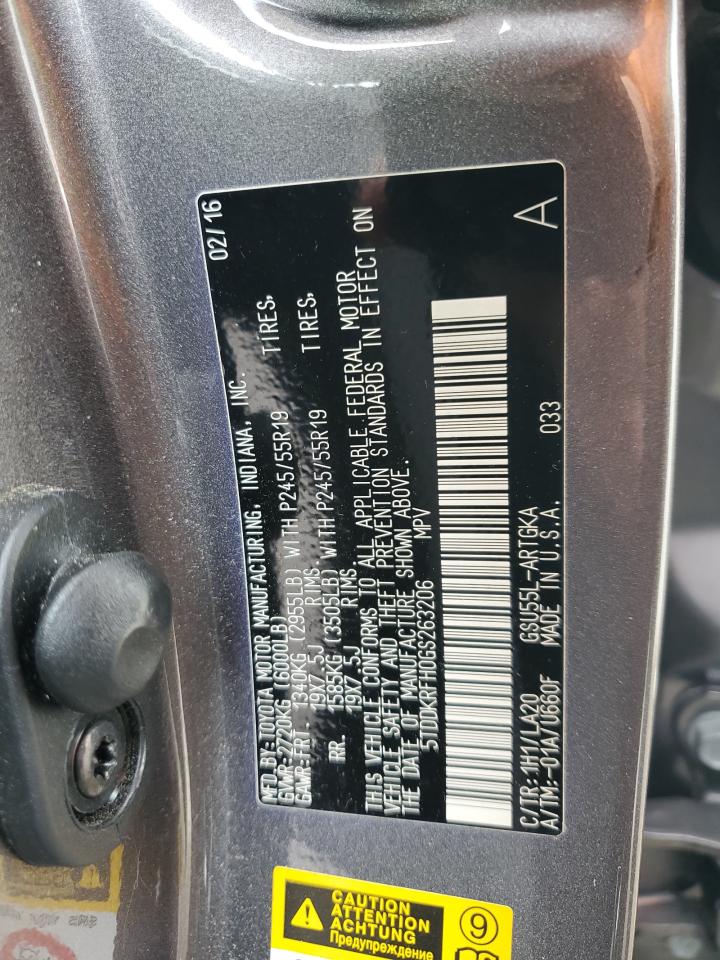 MFD.BY:TOYOTA MOTOR MANUFACTURING, INDIANA, INC. 02/16
GVWR:2720KG(6000LB)
GAWR:FRT. 1340KG(2955LB) WITH P245/55R19 TIRES,
19X7.5J RIMS
RR. 1585KG(3505LB) WITH P245/55R19 TIRES,
19X7.5J RIMS
THIS VEHICLE CONFORMS TO ALL APPLICABLE FEDERAL MOTOR
VEHICLE SAFETY AND THEFT PREVENTION STANDARDS IN EFFECT ON
THE DATE OF MANUFACTURE SHOWN ABOVE.
5TDDKRFH0GS263206 MPV
C/TR:1H1/LA20 GSU55L-ARTGKA 033 A
A/TM:-01A/U660F MADE IN U.S.A.
CAUTION
ATTENTION
ACHTUNG
Предупреждение
9